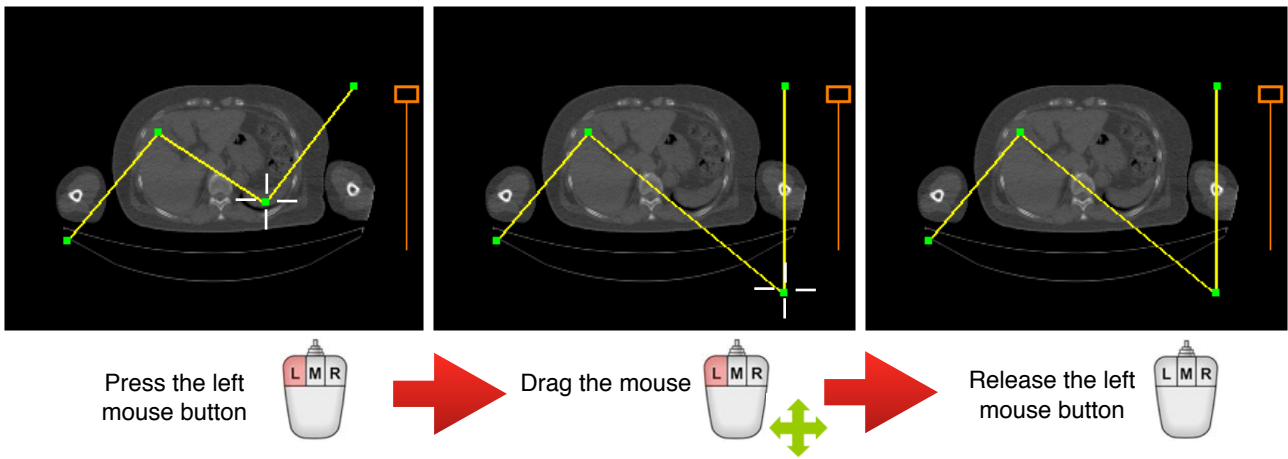 Press the left
mouse button
L M R
Drag the mouse
L M R
Release the left
mouse button
L M R